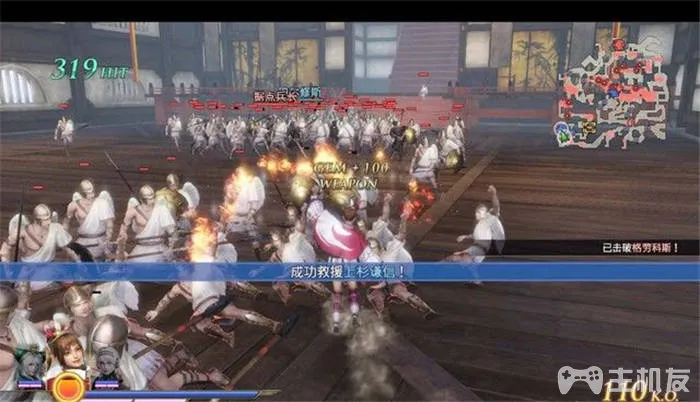 319 HIT
据点兵长
修斯
GEM + 100
WEAPON
已击破格劳科斯！
成功救援上杉谦信！
110 K.O.
主机友